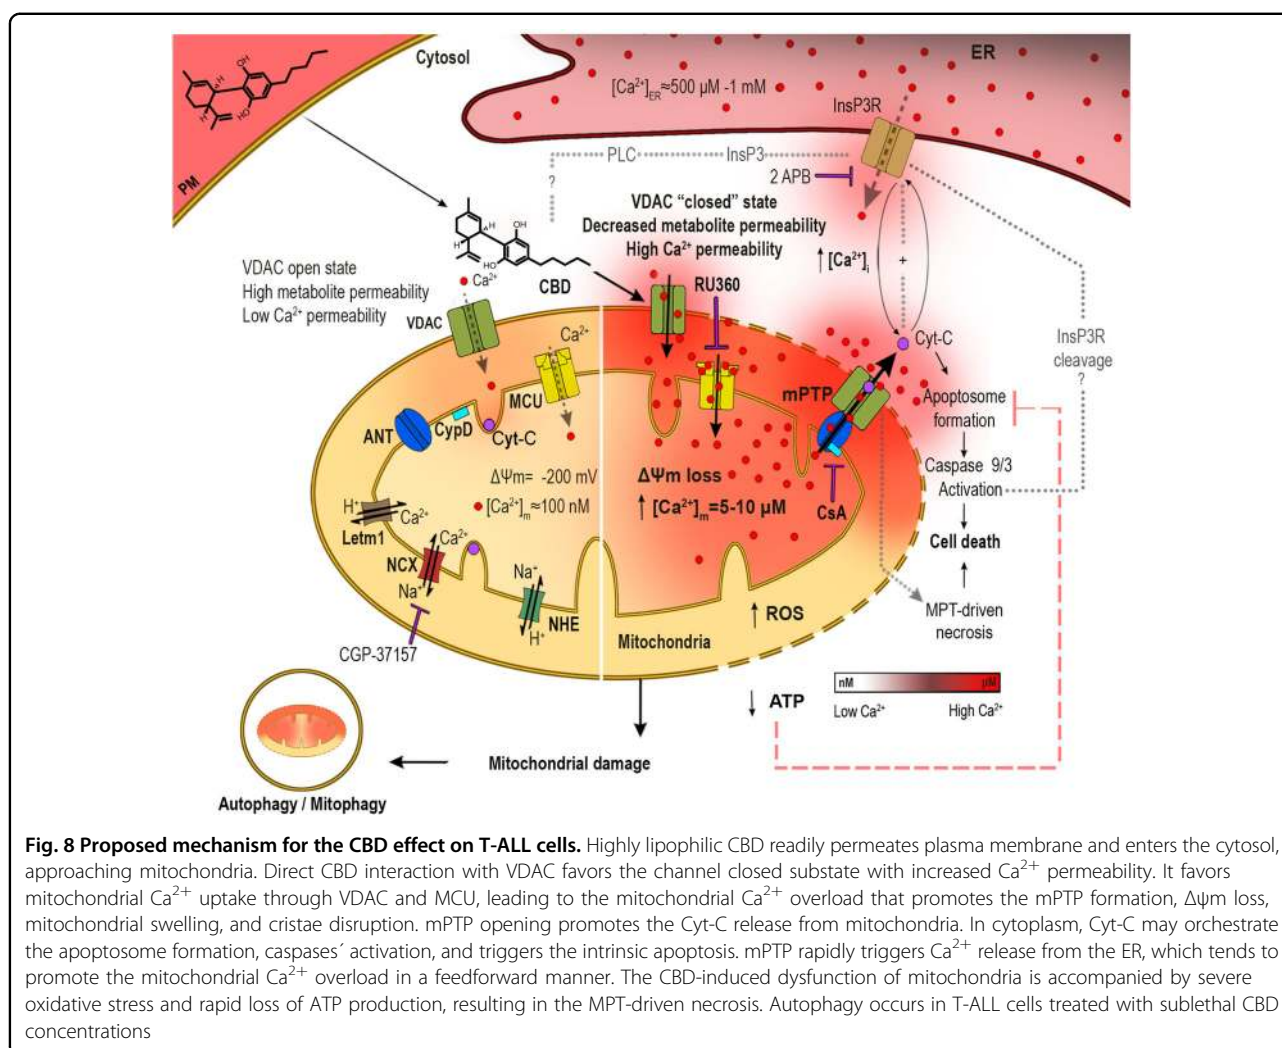 Cytosol
ER
[Ca²⁺]ER≈500 µM -1 mM
InsP3R
PM
H
OH
HO
H
PLC
InsP3
?
2 APB
VDAC "closed" state
Decreased metabolite permeability
High Ca²⁺ permeability
↑ [Ca²⁺]i
+
VDAC open state
High metabolite permeability
Low Ca²⁺ permeability
H
OH
HO
H
CBD
Ca²⁺
RU360
VDAC
Ca²⁺
MCU
mPTP
Cyt-C
InsP3R
cleavage
?
Apoptosome
formation
ANT
CypD
Cyt-C
Caspase 9/3
Activation
ΔΨm= -200 mV
[Ca²⁺]m≈100 nM
ΔΨm loss
↑ [Ca²⁺]m=5-10 µM
CsA
H⁺
Ca²⁺
Letm1
Cell death
Ca²⁺
NCX
Na⁺
Na⁺
NHE
H⁺
↑ ROS
MPT-driven
necrosis
Mitochondria
CGP-37157
↓ ATP
nM
µM
Low Ca²⁺
High Ca²⁺
Mitochondrial damage
Autophagy / Mitophagy
Fig. 8 Proposed mechanism for the CBD effect on T-ALL cells. Highly lipophilic CBD readily permeates plasma membrane and enters the cytosol,
approaching mitochondria. Direct CBD interaction with VDAC favors the channel closed substate with increased Ca²⁺ permeability. It favors
mitochondrial Ca²⁺ uptake through VDAC and MCU, leading to the mitochondrial Ca²⁺ overload that promotes the mPTP formation, Δψm loss,
mitochondrial swelling, and cristae disruption. mPTP opening promotes the Cyt-C release from mitochondria. In cytoplasm, Cyt-C may orchestrate
the apoptosome formation, caspases´ activation, and triggers the intrinsic apoptosis. mPTP rapidly triggers Ca²⁺ release from the ER, which tends to
promote the mitochondrial Ca²⁺ overload in a feedforward manner. The CBD-induced dysfunction of mitochondria is accompanied by severe
oxidative stress and rapid loss of ATP production, resulting in the MPT-driven necrosis. Autophagy occurs in T-ALL cells treated with sublethal CBD
concentrations